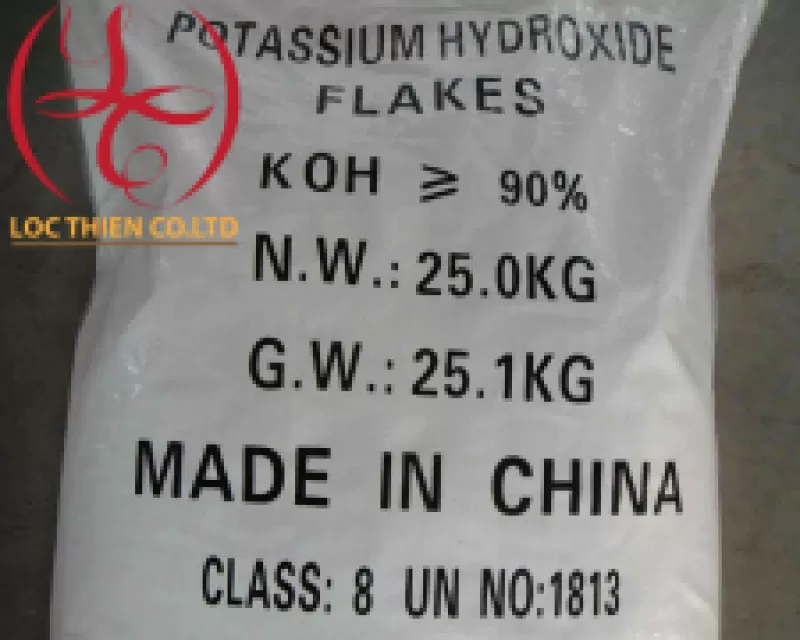 POTASSIUM HYDROXIDE
FLAKES
KOH ≥ 90%
LOC THIEN CO.LTD
N.W.: 25.0KG
G.W.: 25.1KG
MADE IN CHINA
CLASS: 8 UN NO:1813